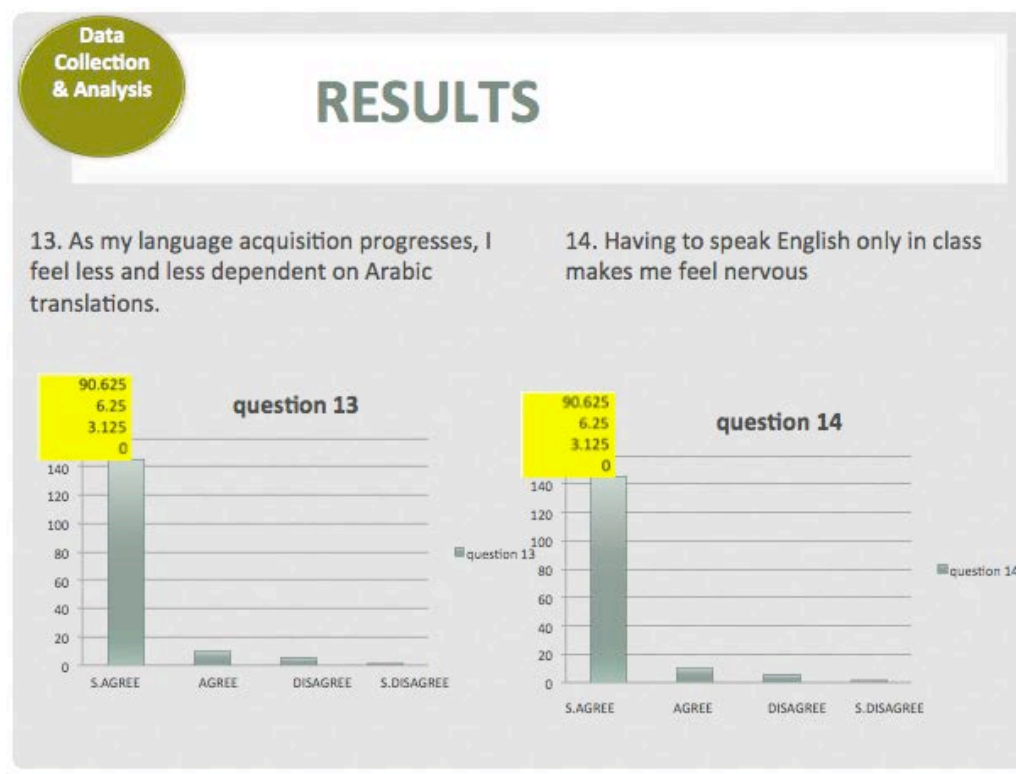 Data
Collection
& Analysis
RESULTS
13. As my language acquisition progresses, I
feel less and less dependent on Arabic
translations.
14. Having to speak English only in class
makes me feel nervous
90.625
6.25
3.125
0
question 13
140
120
100
80
60
40
20
0
S.AGREE AGREE DISAGREE S.DISAGREE
question 13
90.625
6.25
3.125
0
question 14
140
120
100
80
60
40
20
0
S.AGREE AGREE DISAGREE S.DISAGREE
question 14